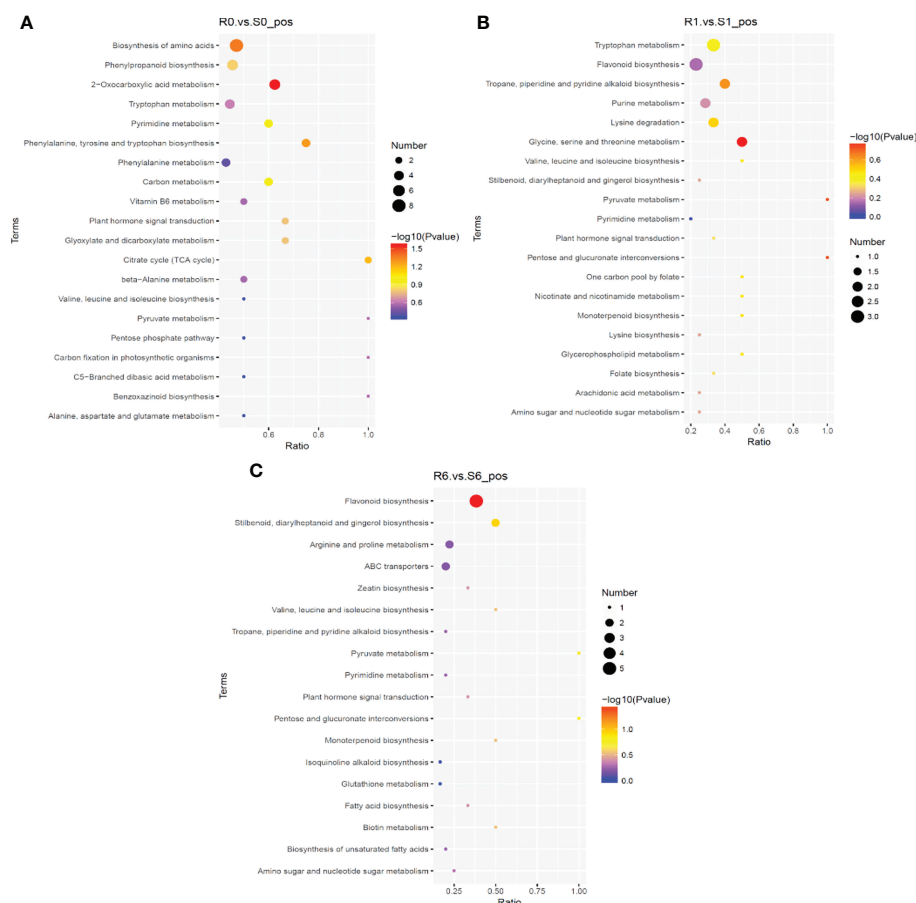 A
R0.vs.S0_pos
Biosynthesis of amino acids
Phenylpropanoid biosynthesis
2−Oxocarboxylic acid metabolism
Tryptophan metabolism
Pyrimidine metabolism
Phenylalanine, tyrosine and tryptophan biosynthesis
Phenylalanine metabolism
Carbon metabolism
Vitamin B6 metabolism
Plant hormone signal transduction
Glyoxylate and dicarboxylate metabolism
Citrate cycle (TCA cycle)
beta−Alanine metabolism
Valine, leucine and isoleucine biosynthesis
Pyruvate metabolism
Pentose phosphate pathway
Carbon fixation in photosynthetic organisms
C5−Branched dibasic acid metabolism
Benzoxazinoid biosynthesis
Alanine, aspartate and glutamate metabolism
Terms
0.6
0.8
1.0
Ratio
Number
2
4
6
8
−log10(Pvalue)
1.5
1.2
0.9
0.6
B
R1.vs.S1_pos
Tryptophan metabolism
Flavonoid biosynthesis
Tropane, piperidine and pyridine alkaloid biosynthesis
Purine metabolism
Lysine degradation
Glycine, serine and threonine metabolism
Valine, leucine and isoleucine biosynthesis
Stilbenoid, diarylheptanoid and gingerol biosynthesis
Pyruvate metabolism
Pyrimidine metabolism
Plant hormone signal transduction
Pentose and glucuronate interconversions
One carbon pool by folate
Nicotinate and nicotinamide metabolism
Monoterpenoid biosynthesis
Lysine biosynthesis
Glycerophospholipid metabolism
Folate biosynthesis
Arachidonic acid metabolism
Amino sugar and nucleotide sugar metabolism
Terms
0.2
0.4
0.6
0.8
1.0
Ratio
−log10(Pvalue)
0.6
0.4
0.2
0.0
Number
1.0
1.5
2.0
2.5
3.0
C
R6.vs.S6_pos
Flavonoid biosynthesis
Stilbenoid, diarylheptanoid and gingerol biosynthesis
Arginine and proline metabolism
ABC transporters
Zeatin biosynthesis
Valine, leucine and isoleucine biosynthesis
Tropane, piperidine and pyridine alkaloid biosynthesis
Pyruvate metabolism
Pyrimidine metabolism
Plant hormone signal transduction
Pentose and glucuronate interconversions
Monoterpenoid biosynthesis
Isoquinoline alkaloid biosynthesis
Glutathione metabolism
Fatty acid biosynthesis
Biotin metabolism
Biosynthesis of unsaturated fatty acids
Amino sugar and nucleotide sugar metabolism
Terms
0.25
0.50
0.75
1.00
Ratio
Number
1
2
3
4
5
−log10(Pvalue)
1.0
0.5
0.0